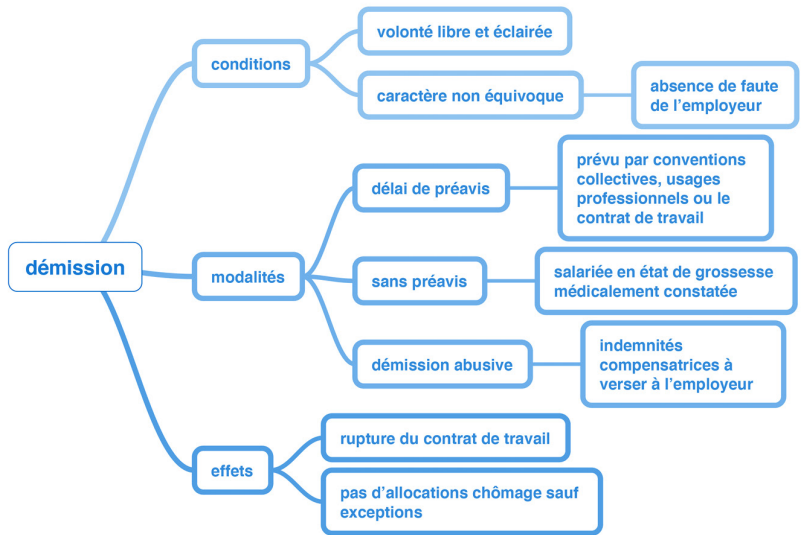 démission
conditions
volonté libre et éclairée
caractère non équivoque
absence de faute
de l'employeur
modalités
délai de préavis
prévu par conventions
collectives, usages
professionnels ou le
contrat de travail
sans préavis
salariée en état de grossesse
médicalement constatée
démission abusive
indemnités
compensatrices à
verser à l'employeur
effets
rupture du contrat de travail
pas d'allocations chômage sauf
exceptions